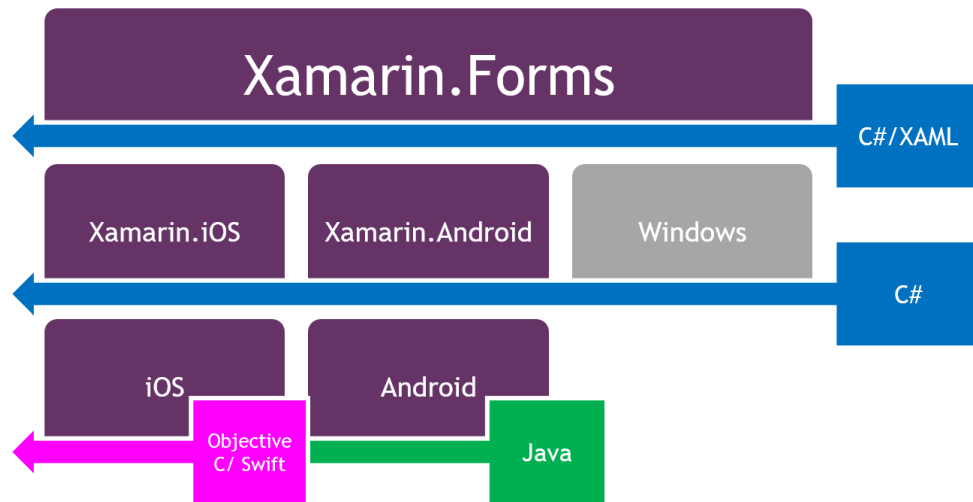 Xamarin.Forms
C#/XAML
Xamarin.iOS
Xamarin.Android
Windows
C#
iOS
Android
Objective
C/ Swift
Java